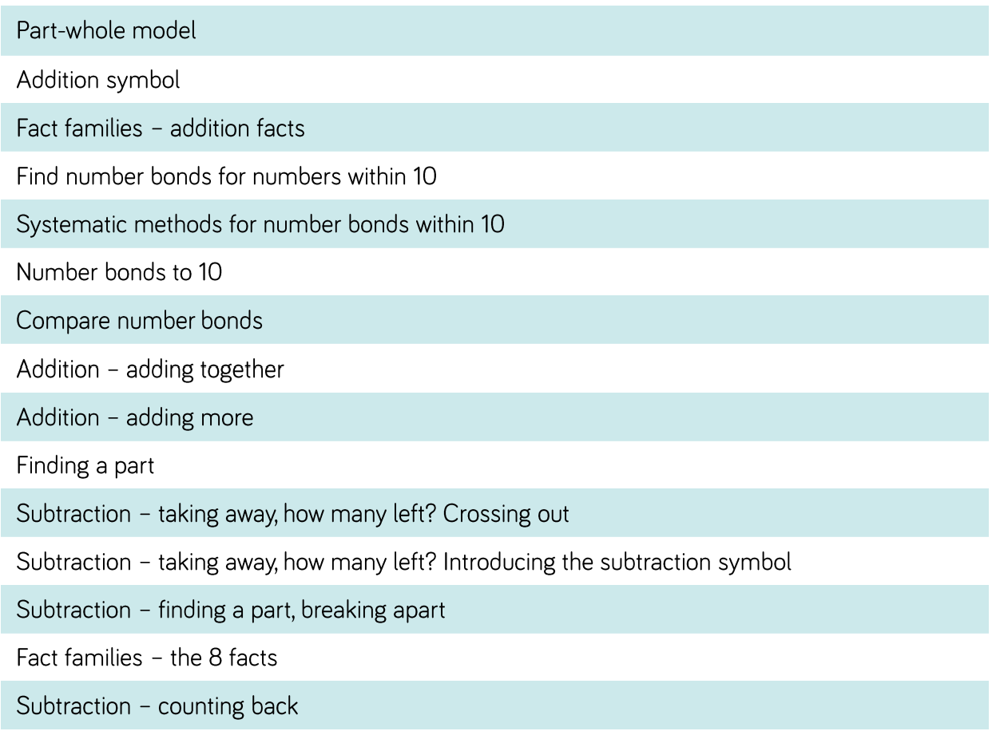 Part-whole model
Addition symbol
Fact families – addition facts
Find number bonds for numbers within 10
Systematic methods for number bonds within 10
Number bonds to 10
Compare number bonds
Addition – adding together
Addition – adding more
Finding a part
Subtraction – taking away, how many left? Crossing out
Subtraction – taking away, how many left? Introducing the subtraction symbol
Subtraction – finding a part, breaking apart
Fact families – the 8 facts
Subtraction – counting back